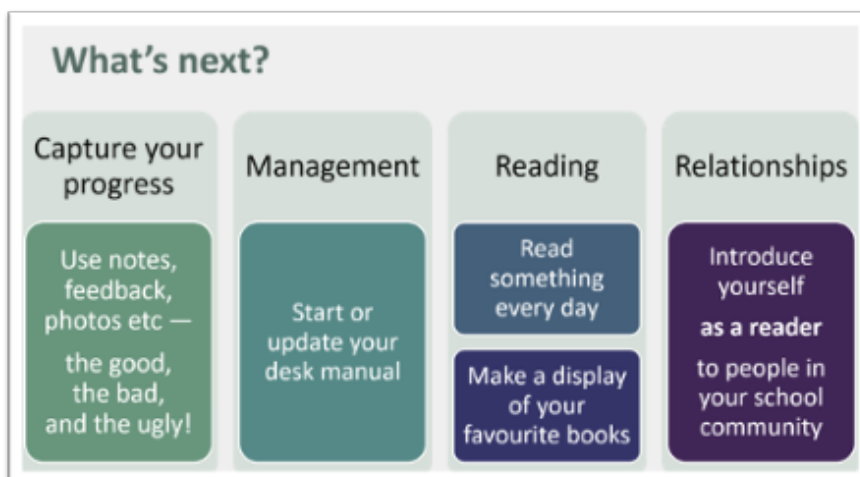 What's next?
Capture your
progress
Use notes,
feedback,
photos etc —
the good,
the bad,
and the ugly!
Management
Start or
update your
desk manual
Reading
Read
something
every day
Make a display
of your
favourite books
Relationships
Introduce
yourself
as a reader
to people in
your school
community